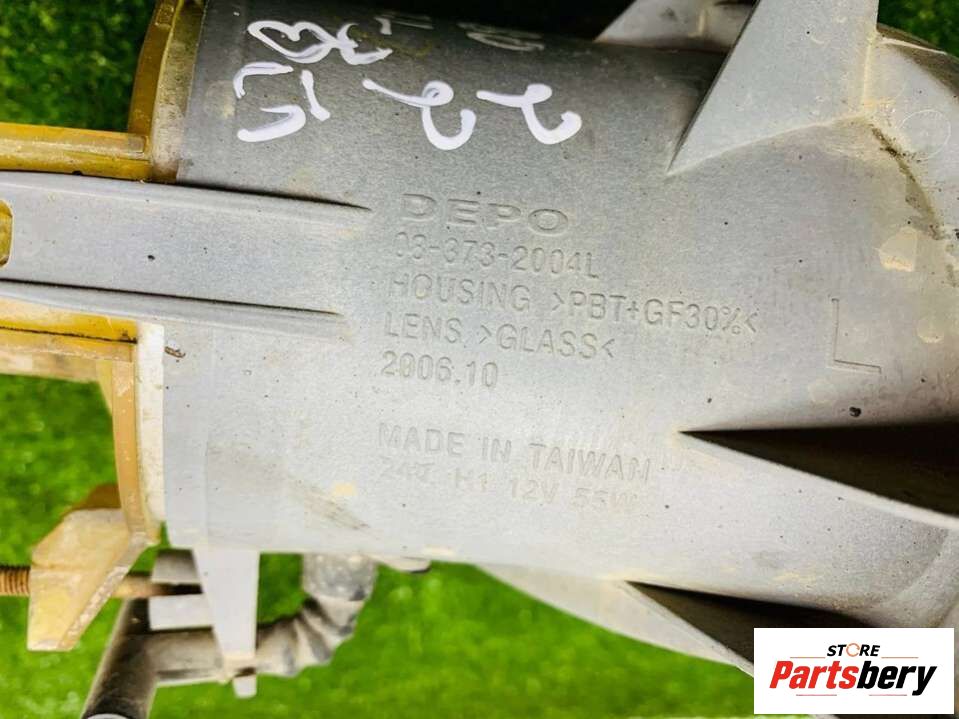 DEPO
03-373-2004L
HOUSING >PBT+GF30%<
LENS >GLASS<
2006.10
L
MADE IN TAIWAN
H1 12V 55W
STORE
Partsbery